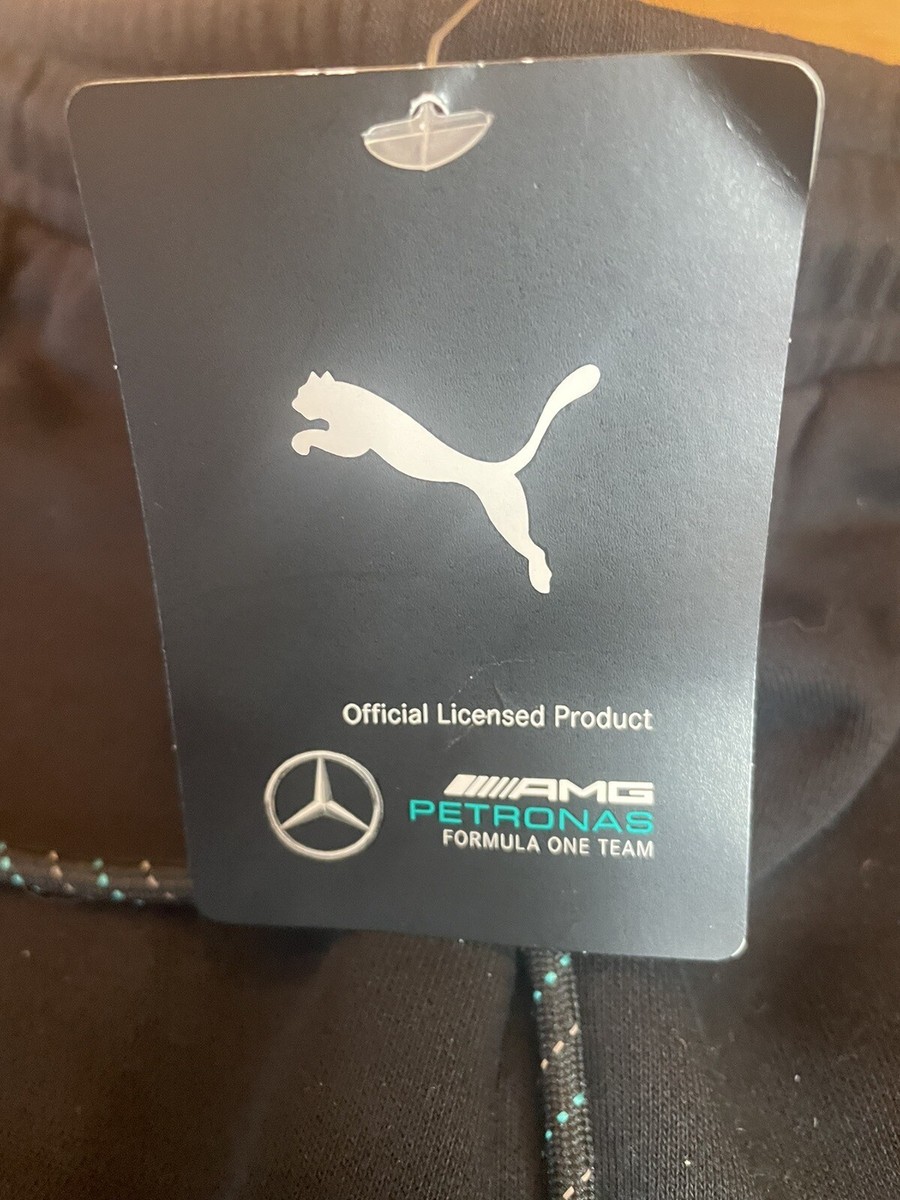 Official Licensed Product
AMG
PETRONAS
FORMULA ONE TEAM